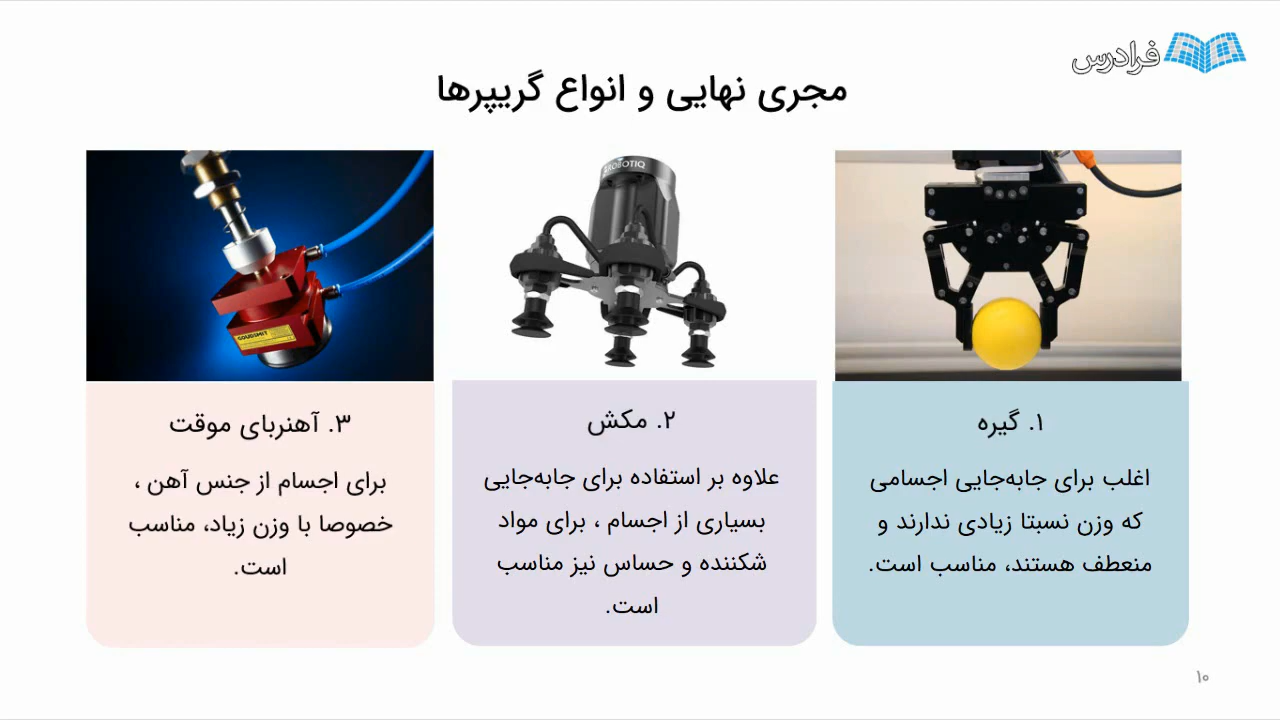 فرادرس
مجری نهایی و انواع گریپرها
ROBOTIQ
GOUDSMIT
۱. گیره
اغلب برای جابه‌جایی اجسامی
که وزن نسبتا زیادی ندارند و
منعطف هستند، مناسب است.
۲. مکش
علاوه بر استفاده برای جابه‌جایی
بسیاری از اجسام ، برای مواد
شکننده و حساس نیز مناسب
است.
۳. آهنربای موقت
برای اجسام از جنس آهن ،
خصوصا با وزن زیاد، مناسب
است.
۱۰